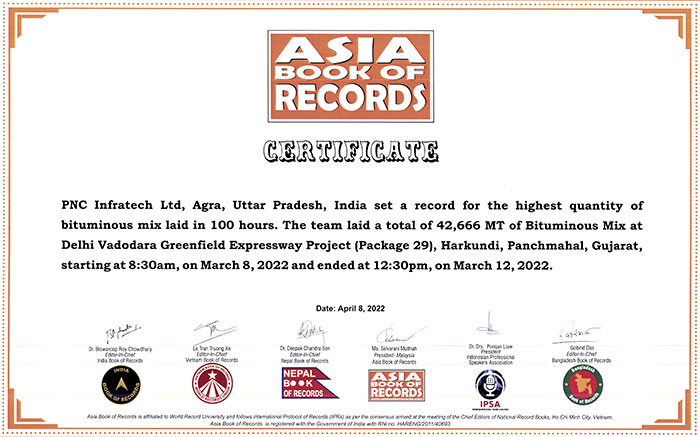 ASIA
BOOK OF
RECORDS
CERTIFICATE
PNC Infratech Ltd, Agra, Uttar Pradesh, India set a record for the highest quantity of
bituminous mix laid in 100 hours. The team laid a total of 42,666 MT of Bituminous Mix at
Delhi Vadodara Greenfield Expressway Project (Package 29), Harkundi, Panchmahal, Gujarat,
starting at 8:30am, on March 8, 2022 and ended at 12:30pm, on March 12, 2022.
Date: April 8, 2022
Dr. Biswaroop Roy Chowdhury
Editor-In-Chief
India Book of Records
Le Tran Truong An
Editor-in-Chief
Vietnam Book of Records
Dr. Deepak Chandra Sen
Editor-In-Chief
Nepal Book of Records
Ms. Selvarani Muthiah
President- Malaysia
Asia Book of Records
Dr. Drs. Ponijan Liaw
President
Indonesian Professional
Speakers Association
Gobind Das
Editor-in-Chief
Bangladesh Book of Records
INDIA
BOOK OF RECORDS
NEPAL
BOOK
OF RECORDS
ASIA
BOOK OF
RECORDS
IPSA
Bangladesh
Book of Records
Asia Book of Records is affiliated to World Record University and follows International Protocol of Records (IPRs) as per the consensus arrived at the meeting of the Chief Editors of National Record Books, Ho Chi Minh City, Vietnam.
Asia Book of Records is registered with the Government of India with RNI no. HARENG/2011/40693